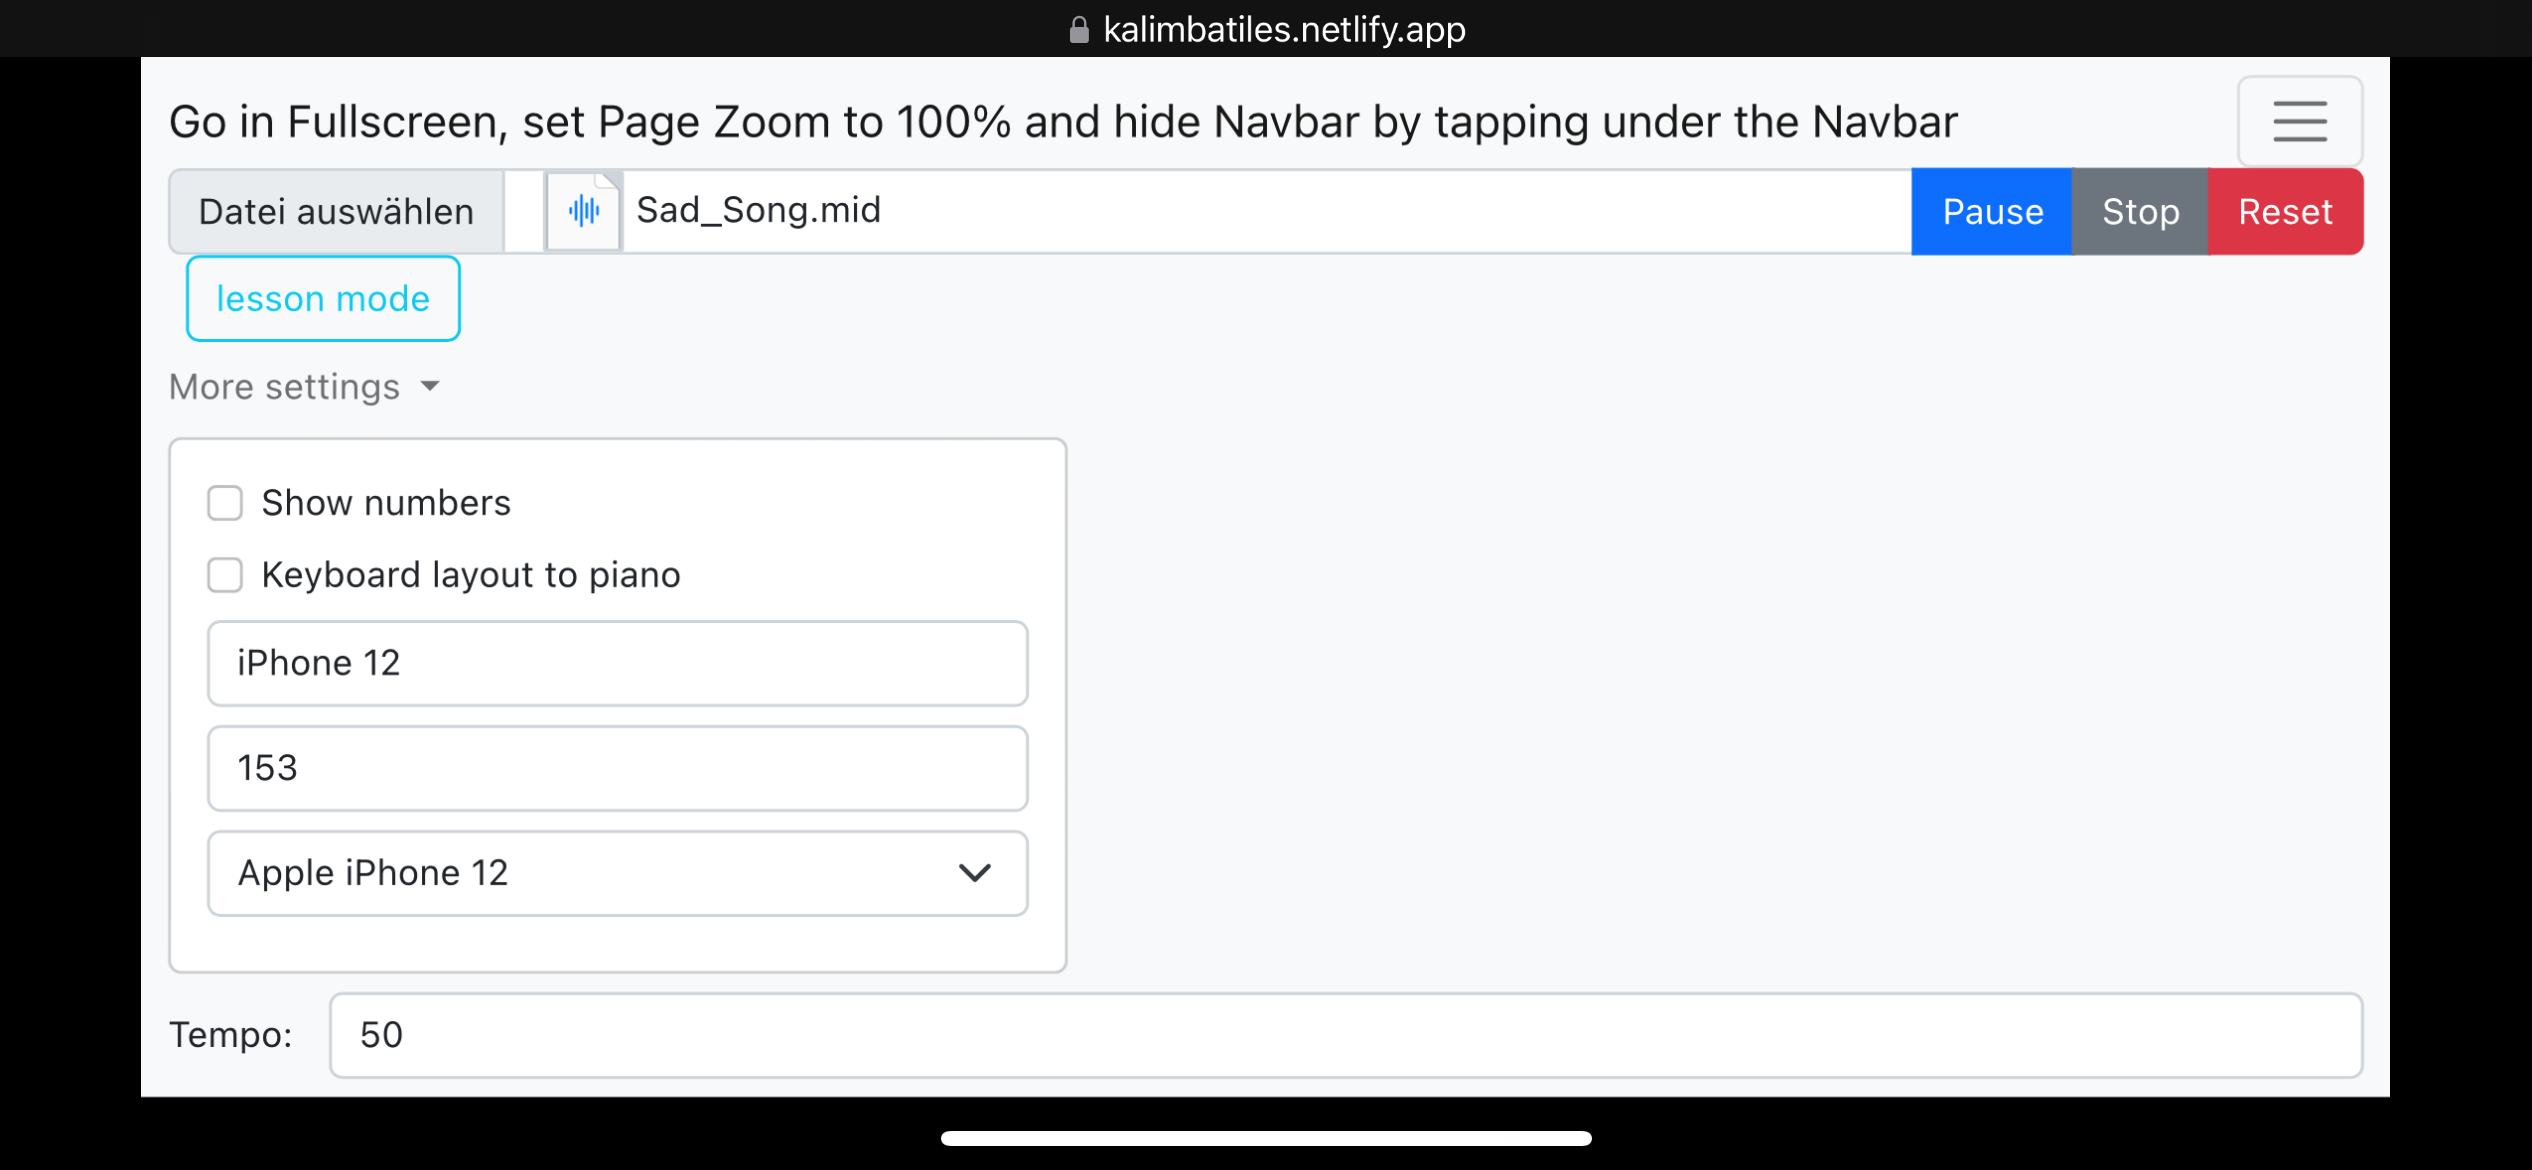 kalimbatiles.netlify.app
Go in Fullscreen, set Page Zoom to 100% and hide Navbar by tapping under the Navbar
Datei auswählen Sad_Song.mid Pause Stop Reset
lesson mode
More settings
Show numbers
Keyboard layout to piano
iPhone 12
153
Apple iPhone 12
Tempo: 50